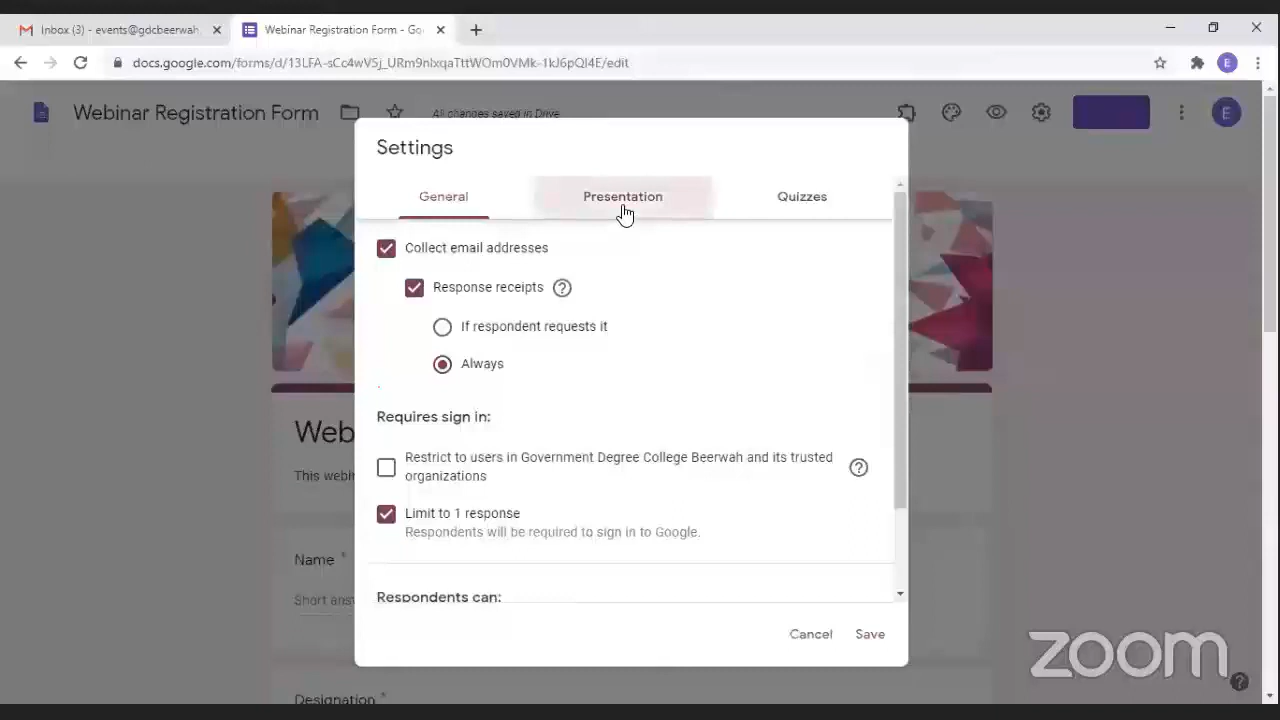 Inbox (3) - events@gdcbeerwah.
Webinar Registration Form - Go
docs.google.com/forms/d/13LFA-sCc4wV5j_URm9nlxqaTttWOm0VMk-1kJ6pQI4E/edit
E
Webinar Registration Form
All changes saved in Drive
E
Settings
General
Presentation
Quizzes
Collect email addresses
Response receipts
If respondent requests it
Always
Requires sign in:
Web
This webi
Restrict to users in Government Degree College Beerwah and its trusted
organizations
Limit to 1 response
Respondents will be required to sign in to Google.
Name *
Short ans
Respondents can:
Cancel
Save
zoom
Designation *